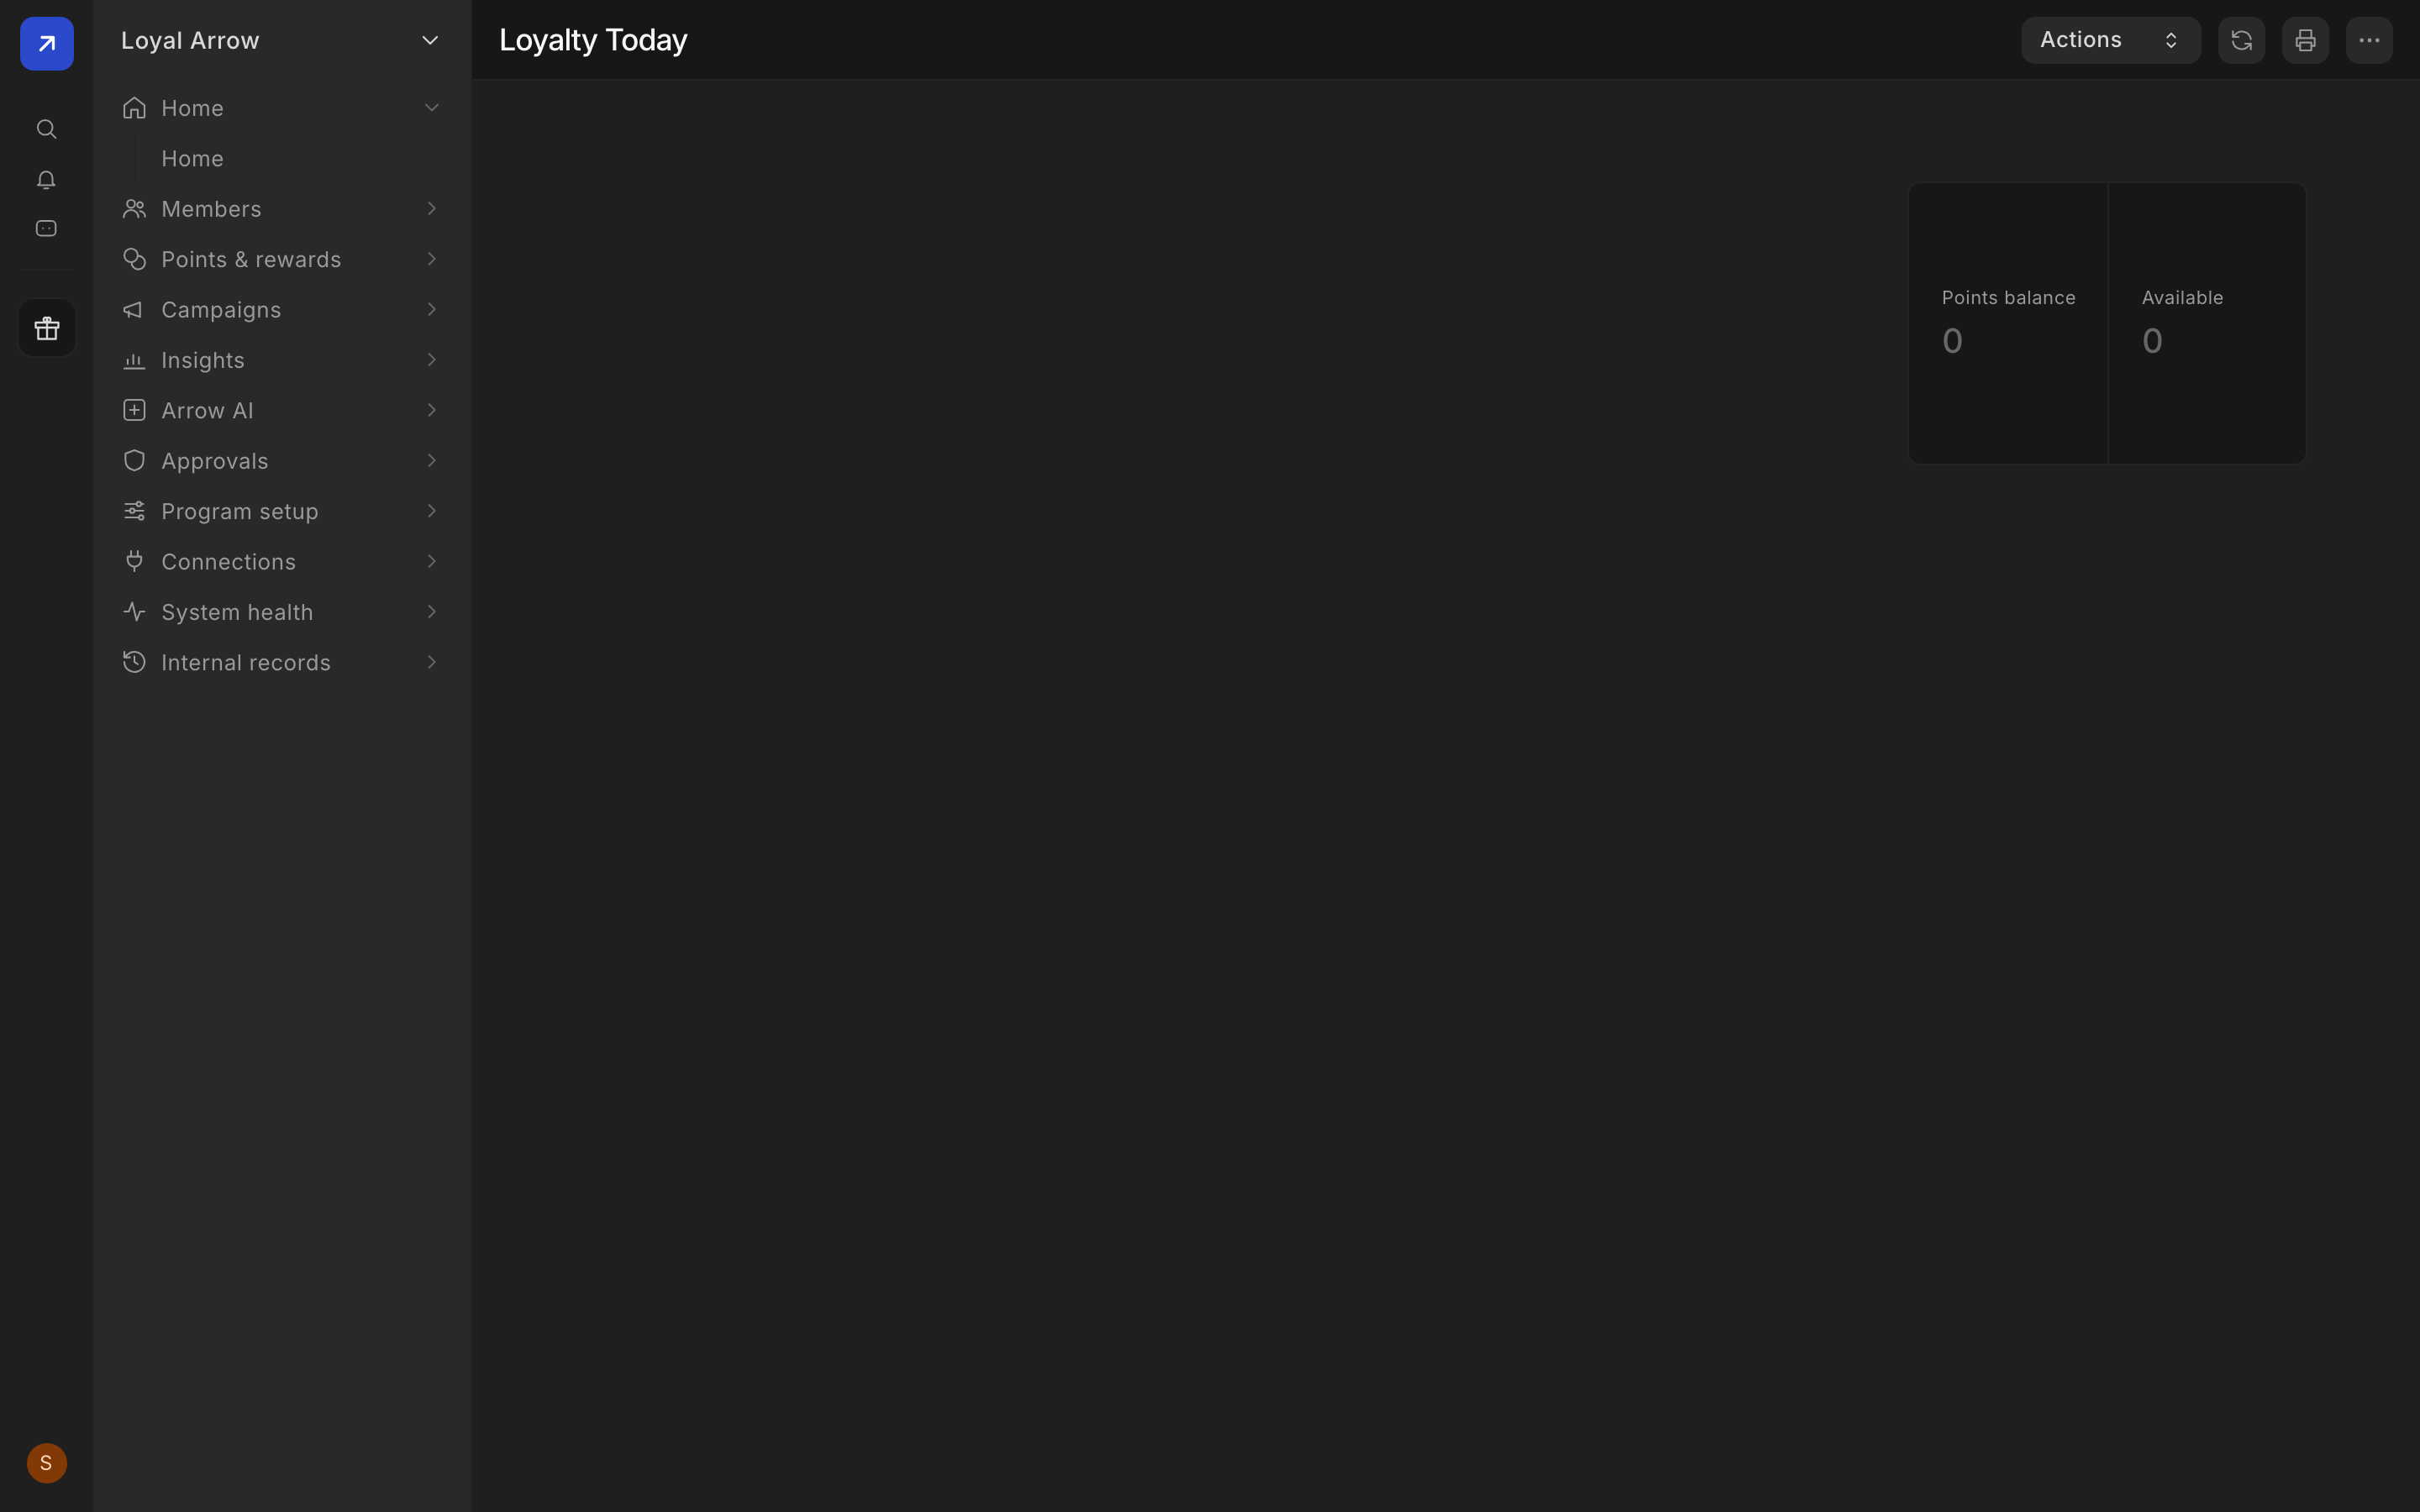 Loyal Arrow
Home
Home
Members
Points & rewards
Campaigns
Insights
Arrow AI
Approvals
Program setup
Connections
System health
Internal records
S
Loyalty Today
Actions
Points balance
0
Available
0